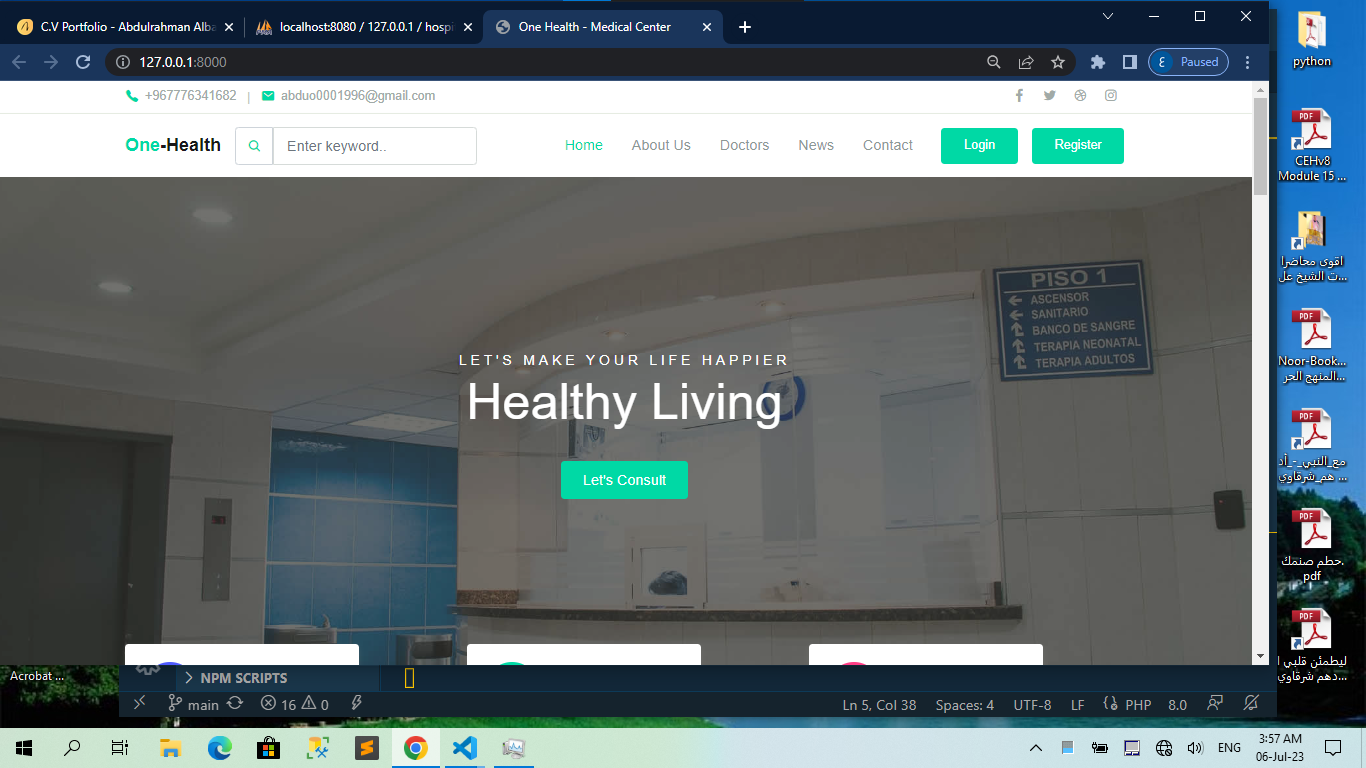 C.V Portfolio - Abdulrahman Alba
localhost:8080 / 127.0.0.1 / hospi
One Health - Medical Center
127.0.0.1:8000
Paused
+967776341682 | abduo0001996@gmail.com
One-Health
Enter keyword..
Home
About Us
Doctors
News
Contact
Login
Register
PISO 1
ASCENSOR
SANITARIO
BANCO DE SANGRE
TERAPIA NEONATAL
TERAPIA ADULTOS
LET'S MAKE YOUR LIFE HAPPIER
Healthy Living
Let's Consult
python
CEHv8
Module 15 ...
اقوى محاضرا
ت الشيخ عل...
Noor-Book...
المنهج الحر...
مع_النبي_-_أد
هم_شرقاوي ...
حطم صنمك.
pdf
ليطمئن قلبي ا
دهم شرقاوي...
Acrobat ...
NPM SCRIPTS
main
16
0
Ln 5, Col 38
Spaces: 4
UTF-8
LF
PHP
8.0
ENG
3:57 AM
06-Jul-23